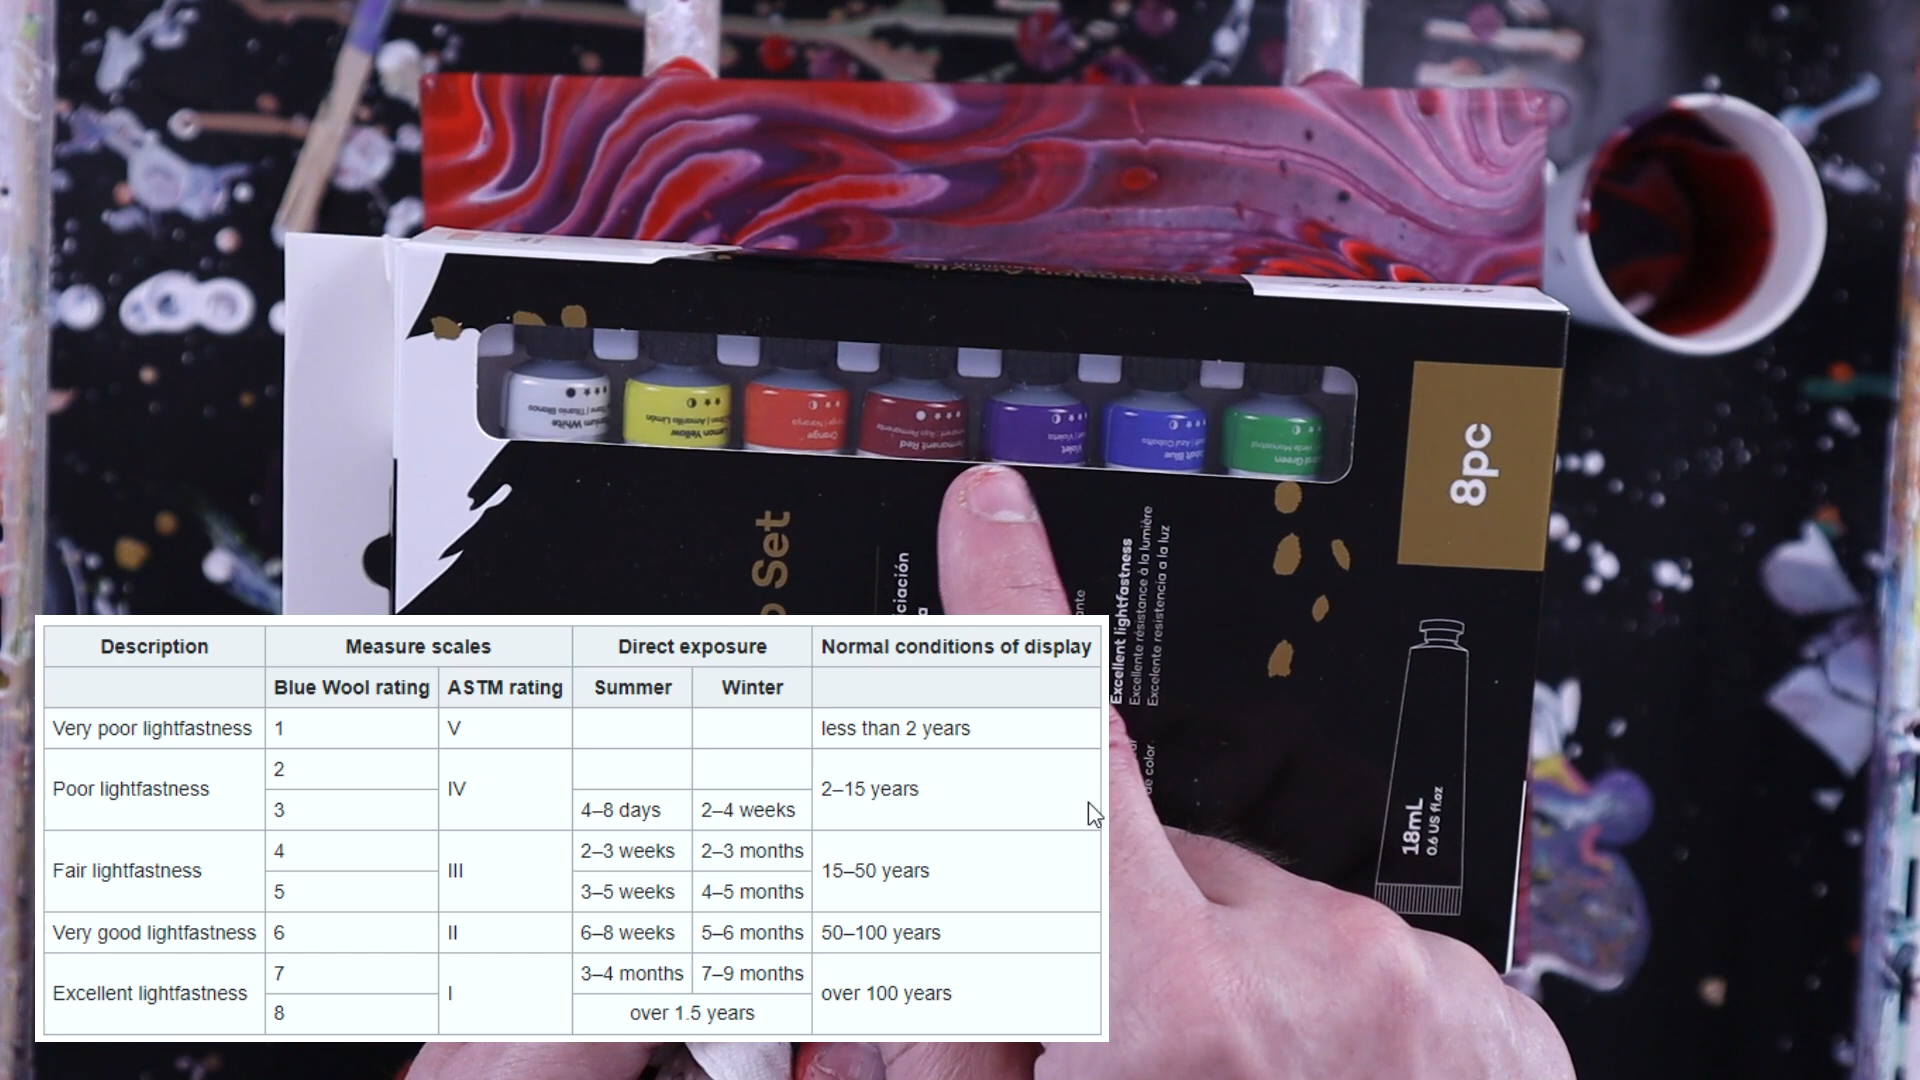 Titanium White
Lemon Yellow
Orange
Permanent Red
Violet
8pc
Set
Excellent lightfastness
Excellente résistance à la lumière
Excelente resistencia a la luz
de color
18mL
0.6 US fl.oz
Description Measure scales Direct exposure Normal conditions of display
Blue Wool rating ASTM rating Summer Winter
Very poor lightfastness 1 V less than 2 years
Poor lightfastness 2 IV 2–15 years
3 4–8 days 2–4 weeks
Fair lightfastness 4 III 2–3 weeks 2–3 months 15–50 years
5 3–5 weeks 4–5 months
Very good lightfastness 6 II 6–8 weeks 5–6 months 50–100 years
Excellent lightfastness 7 I 3–4 months 7–9 months over 100 years
8 over 1.5 years